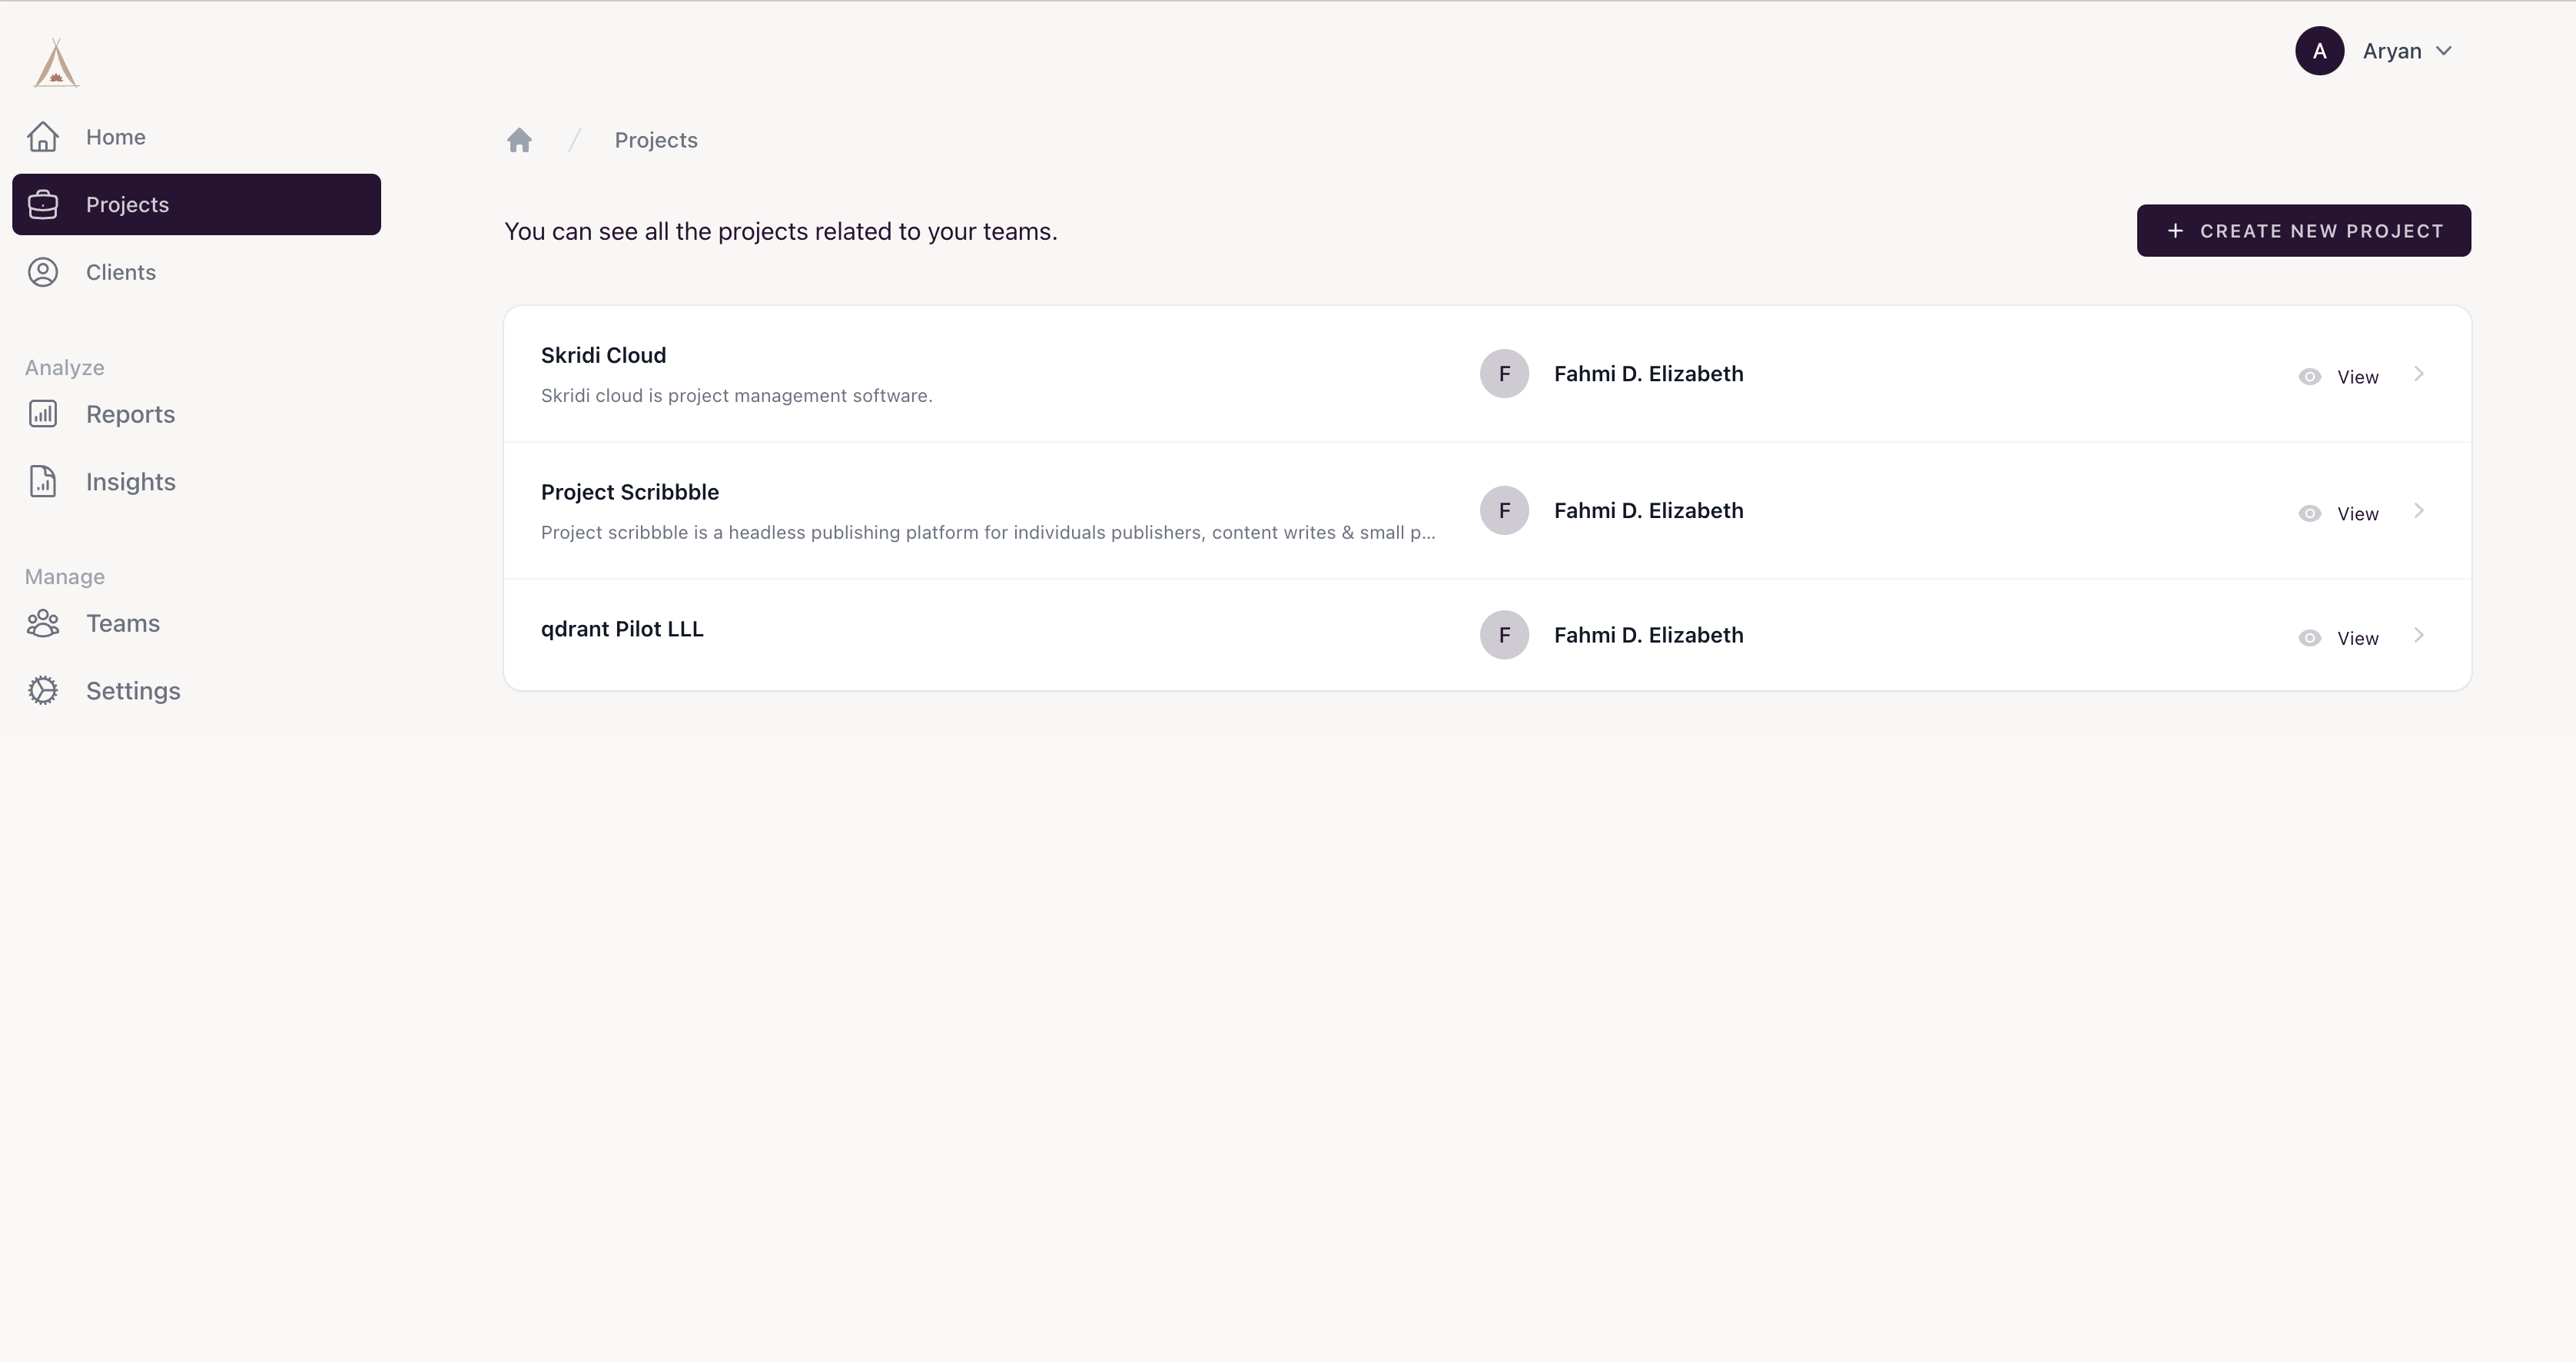 A Aryan
Home
Projects
Clients
Analyze
Reports
Insights
Manage
Teams
Settings
Projects
You can see all the projects related to your teams.
+ CREATE NEW PROJECT
Skridi Cloud
Skridi cloud is project management software.
F Fahmi D. Elizabeth
View
Project Scribbble
Project scribbble is a headless publishing platform for individuals publishers, content writes & small p...
F Fahmi D. Elizabeth
View
qdrant Pilot LLL
F Fahmi D. Elizabeth
View